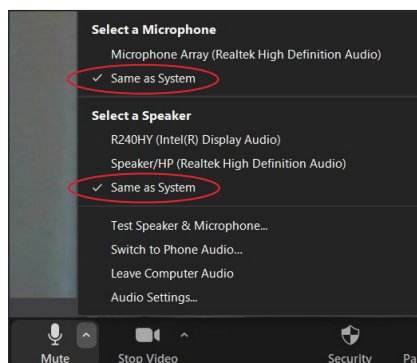 Select a Microphone
Microphone Array (Realtek High Definition Audio)
✓ Same as System
Select a Speaker
R240HY (Intel(R) Display Audio)
Speaker/HP (Realtek High Definition Audio)
✓ Same as System
Test Speaker & Microphone...
Switch to Phone Audio...
Leave Computer Audio
Audio Settings...
Mute Stop Video Security Pa